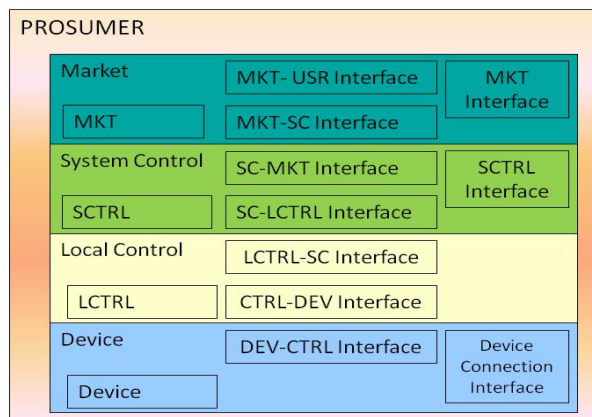 PROSUMER
Market
MKT- USR Interface
MKT
Interface
MKT
MKT-SC Interface
System Control
SC-MKT Interface
SCTRL
Interface
SCTRL
SC-LCTRL Interface
Local Control
LCTRL-SC Interface
LCTRL
CTRL-DEV Interface
Device
DEV-CTRL Interface
Device
Connection
Interface
Device